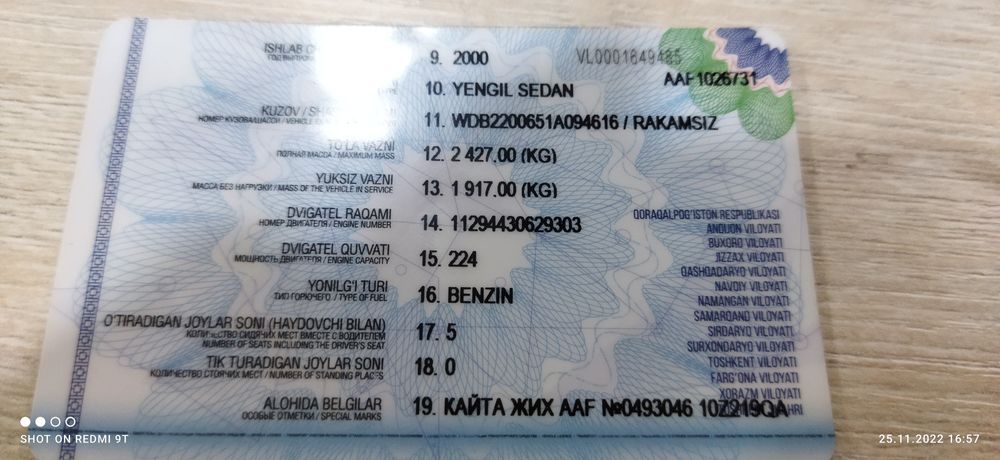 ISHLAB
9. 2000
VL0001849485
AAF1026731
10. YENGIL SEDAN
KUZOV /
НОМЕР КУЗОВА/ШАССИ / VEHICLE
11. WDB2200651A094616 / RAKAMSIZ
TO'LA VAZNI
ПОЛНАЯ МАССА / MAXIMUM MASS
12. 2 427.00 (KG)
YUKSIZ VAZNI
МАССА БЕЗ НАГРУЗКИ / MASS OF THE VEHICLE IN SERVICE
13. 1 917.00 (KG)
DVIGATEL RAQAMI
НОМЕР ДВИГАТЕЛЯ / ENGINE NUMBER
14. 11294430629303
DVIGATEL QUVVATI
МОЩНОСТЬ ДВИГАТЕЛЯ / ENGINE CAPACITY
15. 224
YONILG'I TURI
ТИП ГОРЮЧЕГО / TYPE OF FUEL
16. BENZIN
O'TIRADIGAN JOYLAR SONI (HAYDOVCHI BILAN)
КОЛИЧЕСТВО СИДЯЧИХ МЕСТ ВМЕСТЕ С ВОДИТЕЛЕМ
NUMBER OF SEATS INCLUDING THE DRIVER'S SEAT
17. 5
TIK TURADIGAN JOYLAR SONI
КОЛИЧЕСТВО СТОЯЧИХ МЕСТ / NUMBER OF STANDING PLACES
18. 0
ALOHIDA BELGILAR
ОСОБЫЕ ОТМЕТКИ / SPECIAL MARKS
19. КАЙТА ЖИХ AAF №0493046 10Z219QA
QORAQALPOG'ISTON RESPUBLIKASI
ANDIJON VILOYATI
BUXORO VILOYATI
JIZZAX VILOYATI
QASHQADARYO VILOYATI
NAVOIY VILOYATI
NAMANGAN VILOYATI
SAMARQAND VILOYATI
SIRDARYO VILOYATI
SURXONDARYO VILOYATI
TOSHKENT VILOYATI
FARG'ONA VILOYATI
XORAZM VILOYATI
SHOT ON REDMI 9T
25.11.2022 16:57